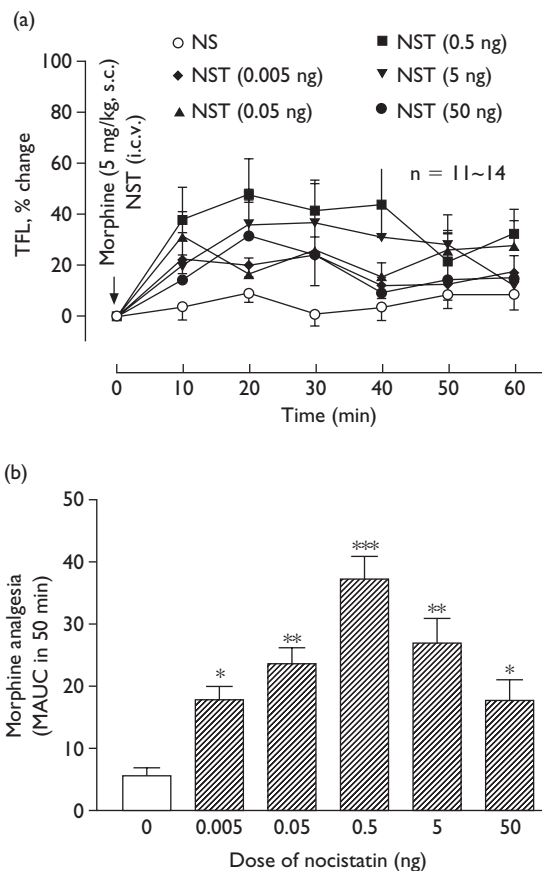 (a)
NS
NST (0.005 ng)
NST (0.05 ng)
NST (0.5 ng)
NST (5 ng)
NST (50 ng)
n = 11~14
TFL, % change
100
80
60
40
20
0
Morphine (5 mg/kg, s.c.)
NST (i.c.v.)
0 10 20 30 40 50 60
Time (min)
(b)
Morphine analgesia
(MAUC in 50 min)
50
40
30
20
10
0
* ** *** ** *
0 0.005 0.05 0.5 5 50
Dose of nocistatin (ng)